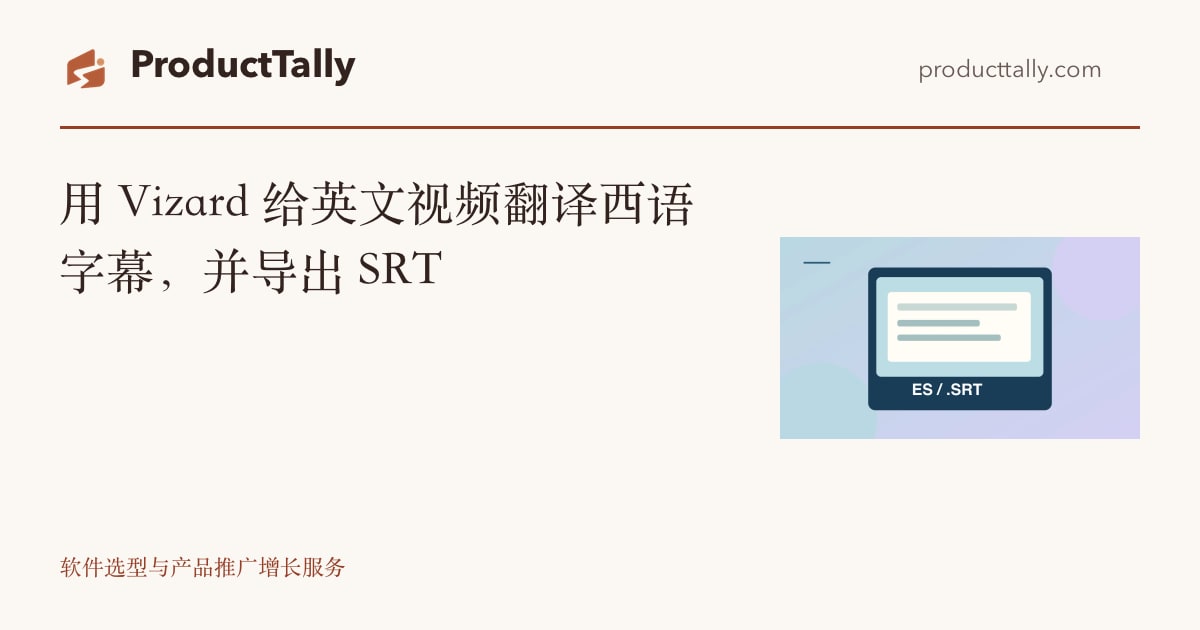 ProductTally
producttally.com
用 Vizard 给英文视频翻译西语
字幕，并导出 SRT
ES / .SRT
软件选型与产品推广增长服务